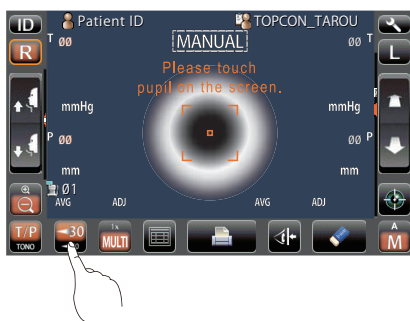 ID
Patient ID
TOPCON_TAROU
R
T
00
MANUAL
00
T
L
Please touch
pupil on the screen.
mmHg
mmHg
P
00
00
P
mm
mm
01
AVG
ADJ
AVG
ADJ
T/P
TONO
30
1x
MULTI
A
M